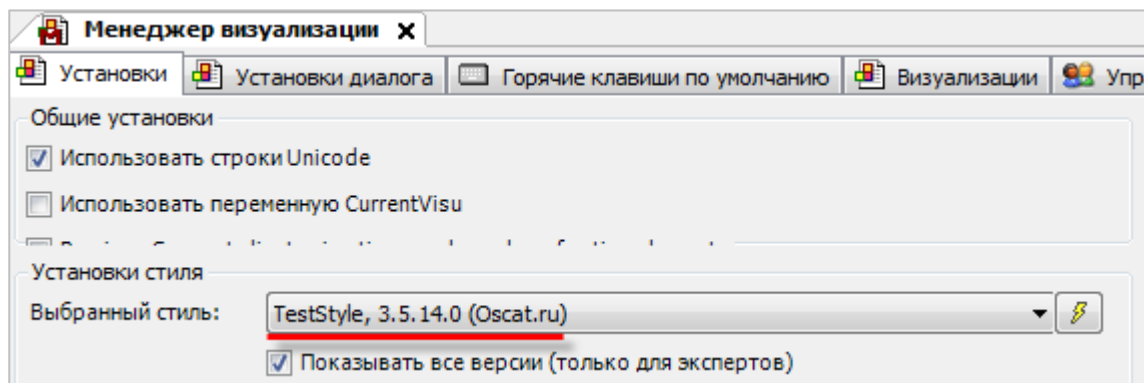 Менеджер визуализации
Установки Установки диалога Горячие клавиши по умолчанию Визуализации Упр
Общие установки
Использовать строки Unicode
Использовать переменную CurrentVisu
Установки стиля
Выбранный стиль: TestStyle, 3.5.14.0 (Oscat.ru)
Показывать все версии (только для экспертов)